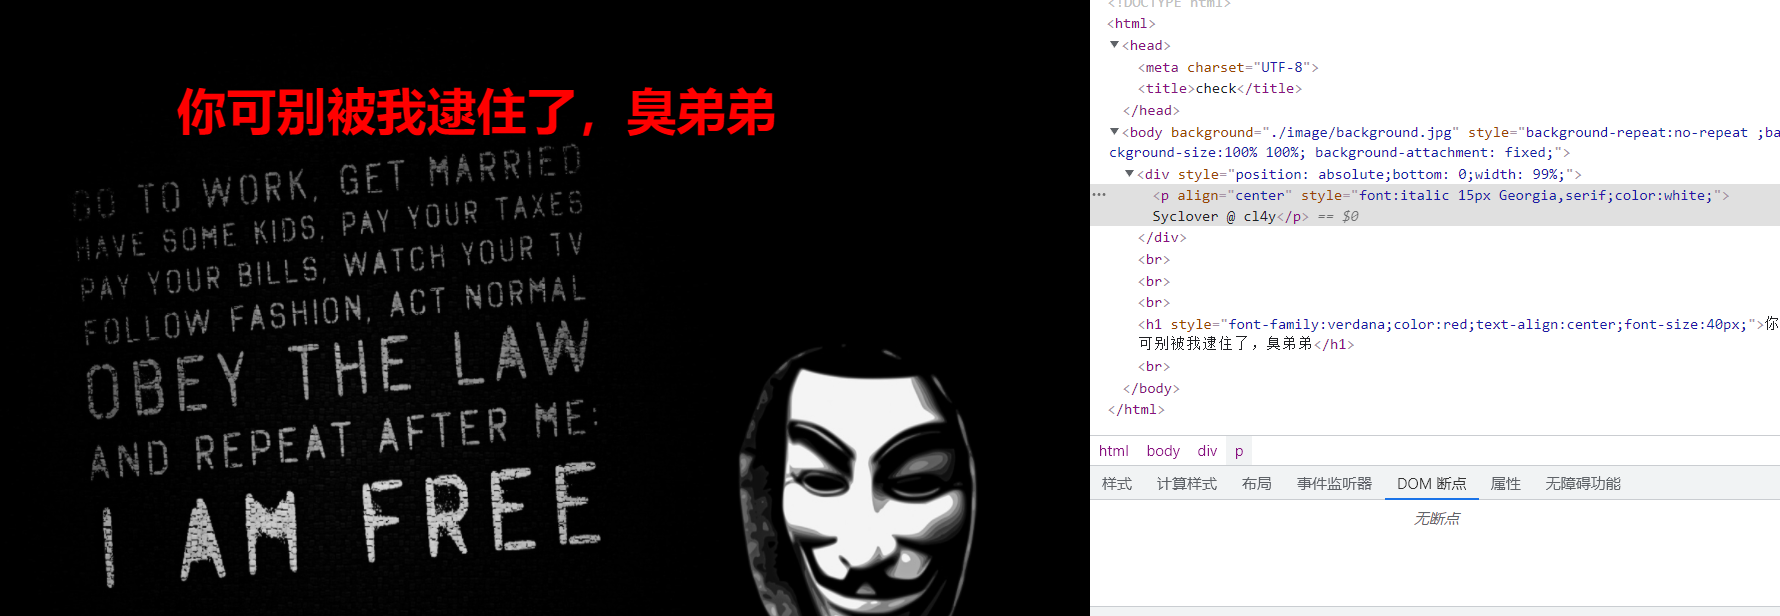 你可别被我逮住了，臭弟弟
GO TO WORK, GET MARRIED
HAVE SOME KIDS, PAY YOUR TAXES
PAY YOUR BILLS, WATCH YOUR TV
FOLLOW FASHION, ACT NORMAL
OBEY THE LAW
AND REPEAT AFTER ME:
I AM FREE
<!DOCTYPE html>
<html>
<head>
<meta charset="UTF-8">
<title>check</title>
</head>
<body background="./image/background.jpg" style="background-repeat:no-repeat ;ba
ckground-size:100% 100%; background-attachment: fixed;">
<div style="position: absolute;bottom: 0;width: 99%;">
<p align="center" style="font:italic 15px Georgia,serif;color:white;">
Syclover @ cl4y</p> == $0
</div>
<br>
<br>
<br>
<h1 style="font-family:verdana;color:red;text-align:center;font-size:40px;">你
可别被我逮住了，臭弟弟</h1>
<br>
</body>
</html>
html body div p
样式 计算样式 布局 事件监听器 DOM 断点 属性 无障碍功能
无断点